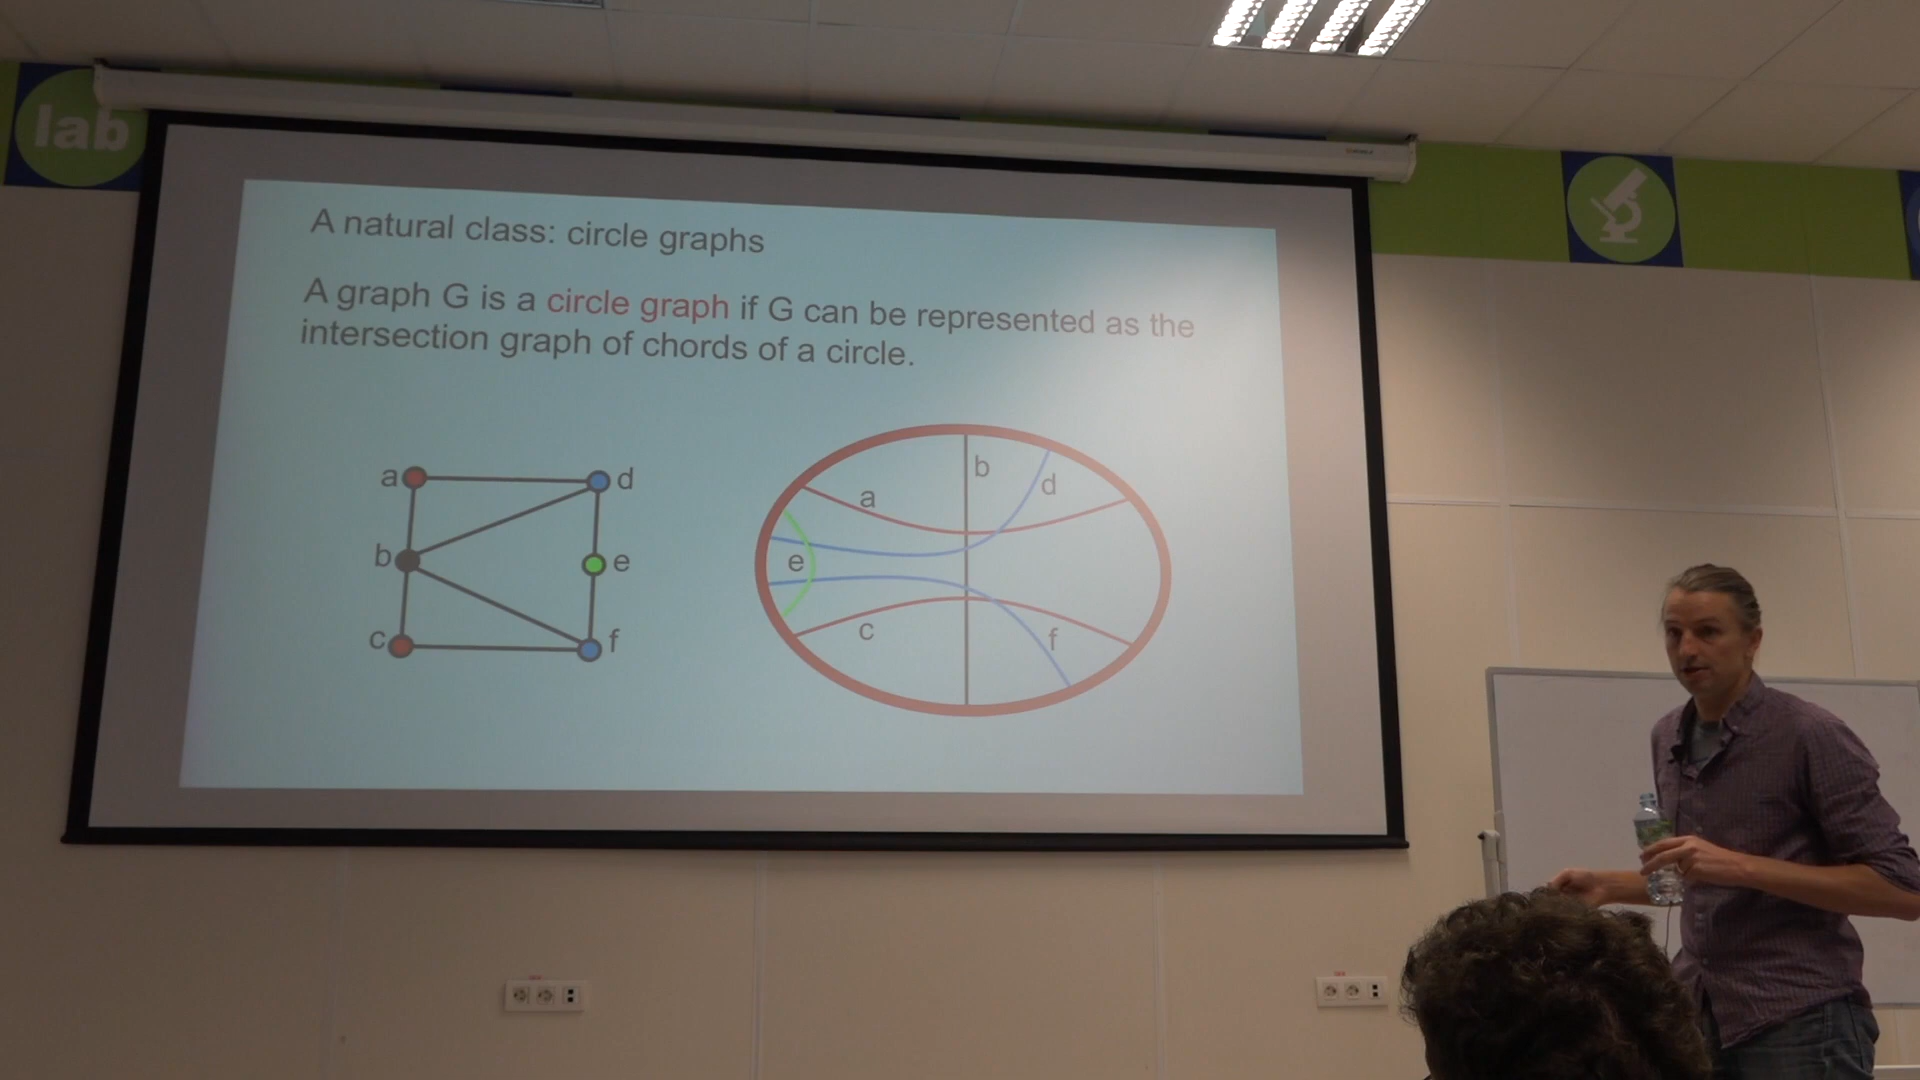 lab
A natural class: circle graphs
A graph G is a circle graph if G can be represented as the
intersection graph of chords of a circle.
a
d
b
e
c
f
b
a
d
e
c
f